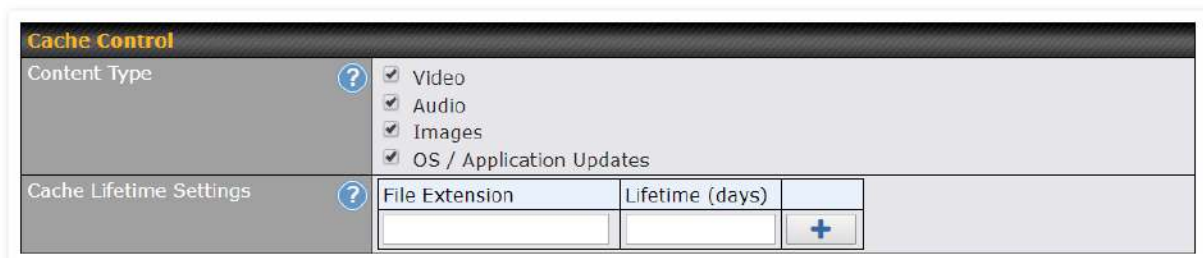 Cache Control
Content Type ?
Video
Audio
Images
OS / Application Updates
Cache Lifetime Settings ?
File Extension Lifetime (days)
+